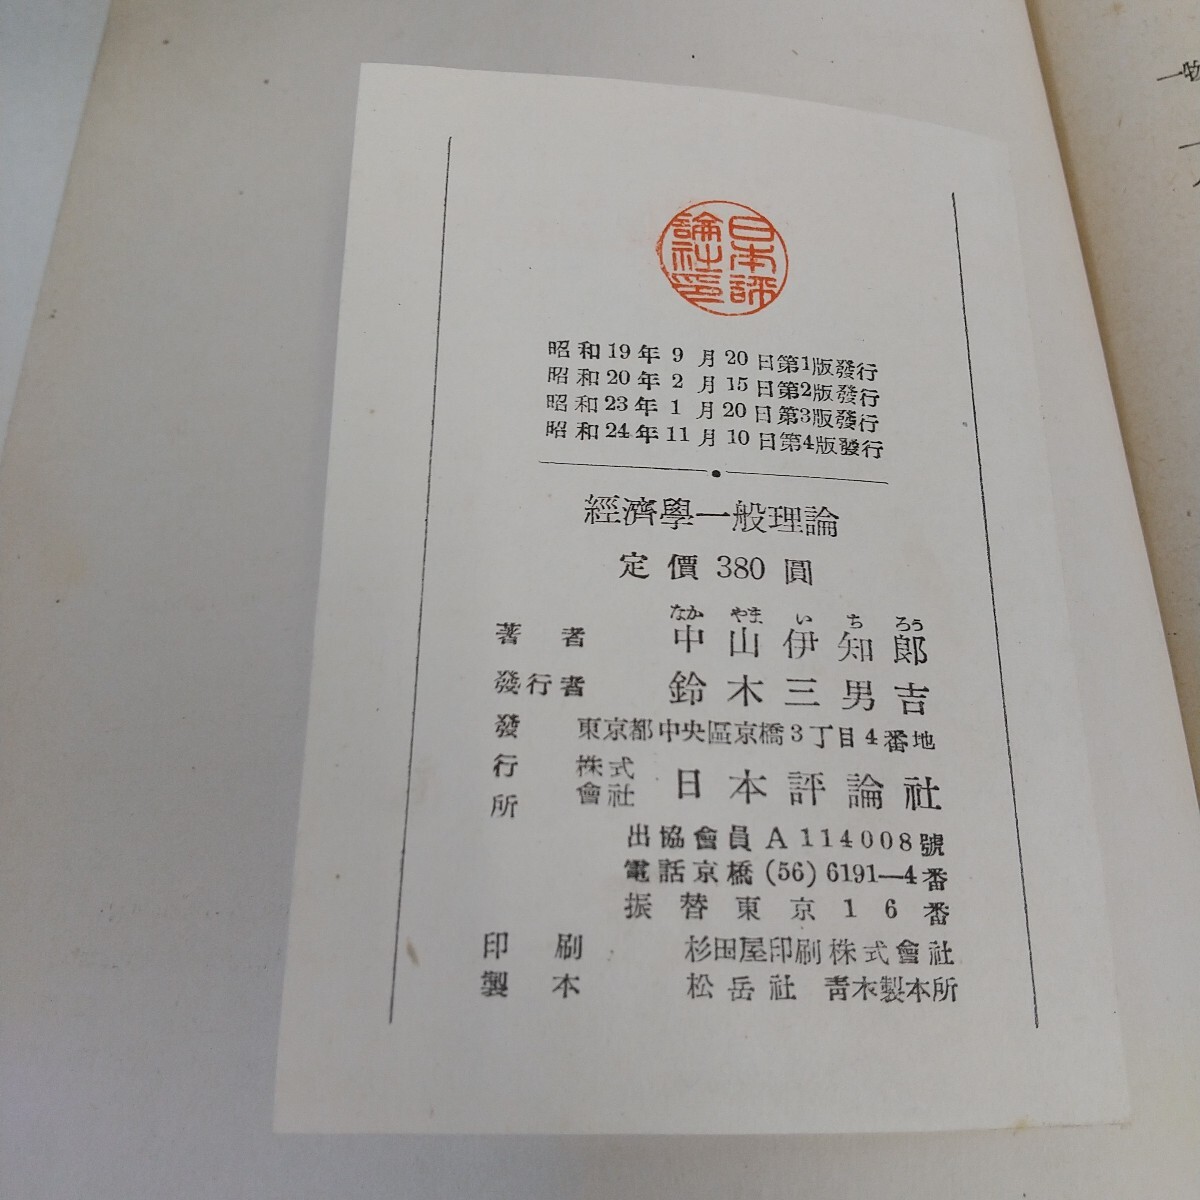 日本評論社印
昭和19年9月20日第1版發行
昭和20年2月15日第2版發行
昭和23年1月20日第3版發行
昭和24年11月10日第4版發行
經濟學一般理論
定價 380 圓
なか やま い ち ろう
著者 中山伊知郎
發行者 鈴木三男吉
發行所 東京都中央區京橋3丁目4番地
株式會社 日本評論社
出協會員 A 114008號
電話京橋 (56) 6191—4番
振替東京16番
印刷 杉田屋印刷株式會社
製本 松岳社 青木製本所